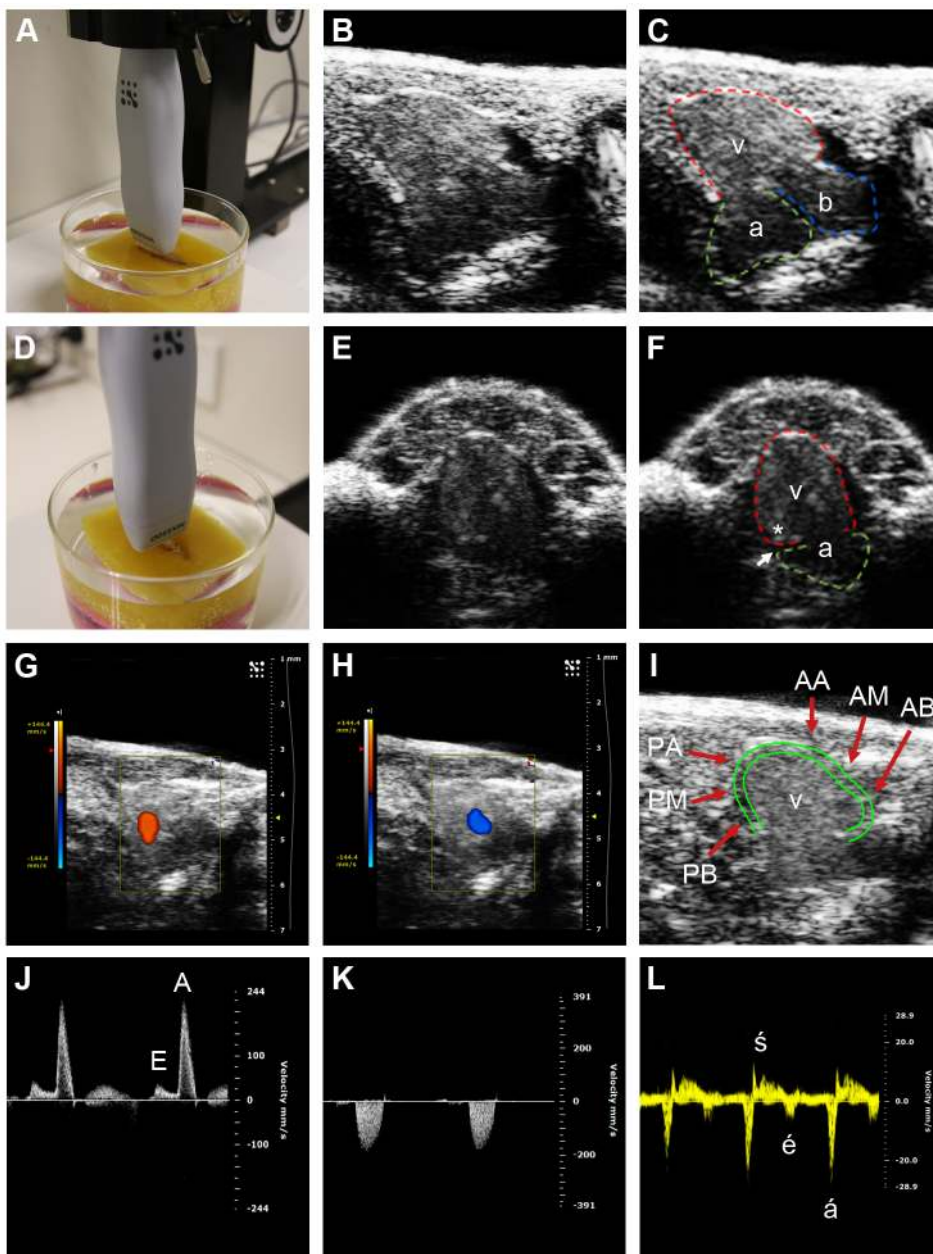 A
B
C
v
b
a
D
E
F
v
*
a
G
1 mm
2
3
4
5
6
7
+144.4
mm/s
-144.4
mm/s
H
1 mm
2
3
4
5
6
7
+144.4
mm/s
-144.4
mm/s
I
AA
AM
AB
PA
PM
v
PB
J
A
E
244
100
0
-100
-244
Velocity mm/s
K
391
200
0
-200
-391
Velocity mm/s
L
ś
é
á
28.9
20.0
0.0
-20.0
-28.9
Velocity mm/s